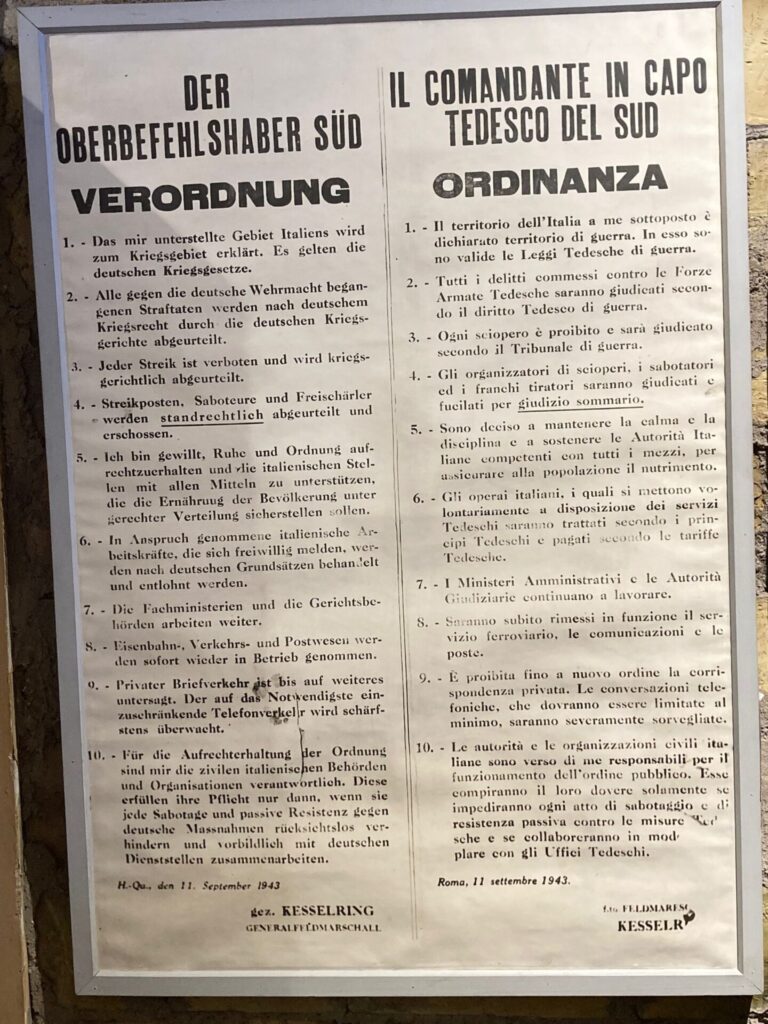 DER
OBERBEFEHLSHABER SÜD
VERORDNUNG
1. - Das mir unterstellte Gebiet Italiens wird
zum Kriegsgebiet erklärt. Es gelten die
deutschen Kriegsgesetze.
2. - Alle gegen die deutsche Wehrmacht began-
genen Straftaten werden nach deutschem
Kriegsrecht durch die deutschen Kriegs-
gerichte abgeurteilt.
3. - Jeder Streik ist verboten und wird kriegs-
gerichtlich abgeurteilt.
4. - Streikposten, Saboteure und Freischärler
werden standrechtlich abgeurteilt und
erschossen.
5. - Ich bin gewillt, Ruhe und Ordnung auf-
rechtzuerhalten und die italienischen Stel-
len mit allen Mitteln zu unterstützen,
die die Ernähruug der Bevölkerung unter
gerechter Verteilung sicherstellen sollen.
6. - In Anspruch genommene italienische Ar-
beitskräfte, die sich freiwillig melden, wer-
den nach deutschen Grundsätzen behandelt
und entlohnt werden.
7. - Die Fachministerien und die Gerichtsbe-
hörden arbeiten weiter.
8. - Eisenbahn-, Verkehrs- und Postwesen wer-
den sofort wieder in Betrieb genommen.
9. - Privater Briefverkehr ist bis auf weiteres
untersagt. Der auf das Notwendigste ein-
zuschränkende Telefonverkehr wird schärf-
stens überwacht.
10. - Für die Aufrechterhaltung der Ordnung
sind mir die zivilen italienischen Behörden
und Organisationen verantwortlich. Diese
erfüllen ihre Pflicht nur dann, wenn sie
jede Sabotage und passive Resistenz gegen
deutsche Massnahmen rücksichtslos ver-
hindern und vorbildlich mit deutschen
Dienststellen zusammenarbeiten.
H.-Qu., den 11. September 1943
gez. KESSELRING
GENERALFELDMARSCHALL
IL COMANDANTE IN CAPO
TEDESCO DEL SUD
ORDINANZA
1. - Il territorio dell'Italia a me sottoposto è
dichiarato territorio di guerra. In esso so-
no valide le Leggi Tedesche di guerra.
2. - Tutti i delitti commessi contro le Forze
Armate Tedesche saranno giudicati secon-
do il diritto Tedesco di guerra.
3. - Ogni sciopero è proibito e sarà giudicato
secondo il Tribunale di guerra.
4. - Gli organizzatori di scioperi, i sabotatori
ed i franchi tiratori saranno giudicati e
fucilati per giudizio sommario.
5. - Sono deciso a mantenere la calma e la
disciplina e a sostenere le Autorità Ita-
liane competenti con tutti i mezzi, per
assicurare alla popolazione il nutrimento.
6. - Gli operai italiani, i quali si mettono vo-
lontariamente a disposizione dei servizi
Tedeschi saranno trattati secondo i prin-
cipi Tedeschi e pagati secondo le tariffe
Tedesche.
7. - I Ministeri Amministrativi e le Autorità
Giudiziarie continuano a lavorare.
8. - Saranno subito rimessi in funzione il ser-
vizio ferroviario, le comunicazioni e le
poste.
9. - È proibita fino a nuovo ordine la corri-
spondenza privata. Le conversazioni tele-
foniche, che dovranno essere limitate al
minimo, saranno severamente sorvegliate.
10. - Le autorità e le organizzazioni civili ita-
liane sono verso di me responsabili per il
funzionamento dell'ordine pubblico. Esse
compiranno il loro dovere solamente se
impediranno ogni atto di sabotaggio e di
resistenza passiva contro le misure
sche e se collaboreranno in mod
plare con gli Uffici Tedeschi.
Roma, 11 settembre 1943.
f.to FELDMARESC
KESSELR